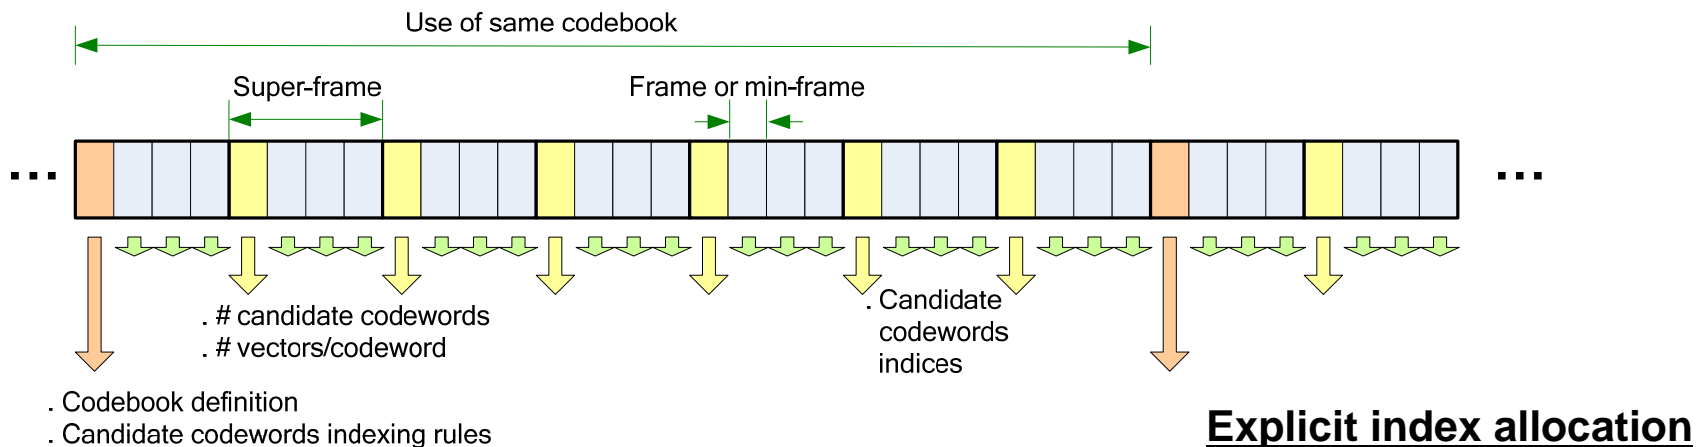 Use of same codebook
Super-frame
Frame or min-frame
...
...
. # candidate codewords
. # vectors/codeword
. Candidate
codewords
indices
. Codebook definition
. Candidate codewords indexing rules
Explicit index allocation